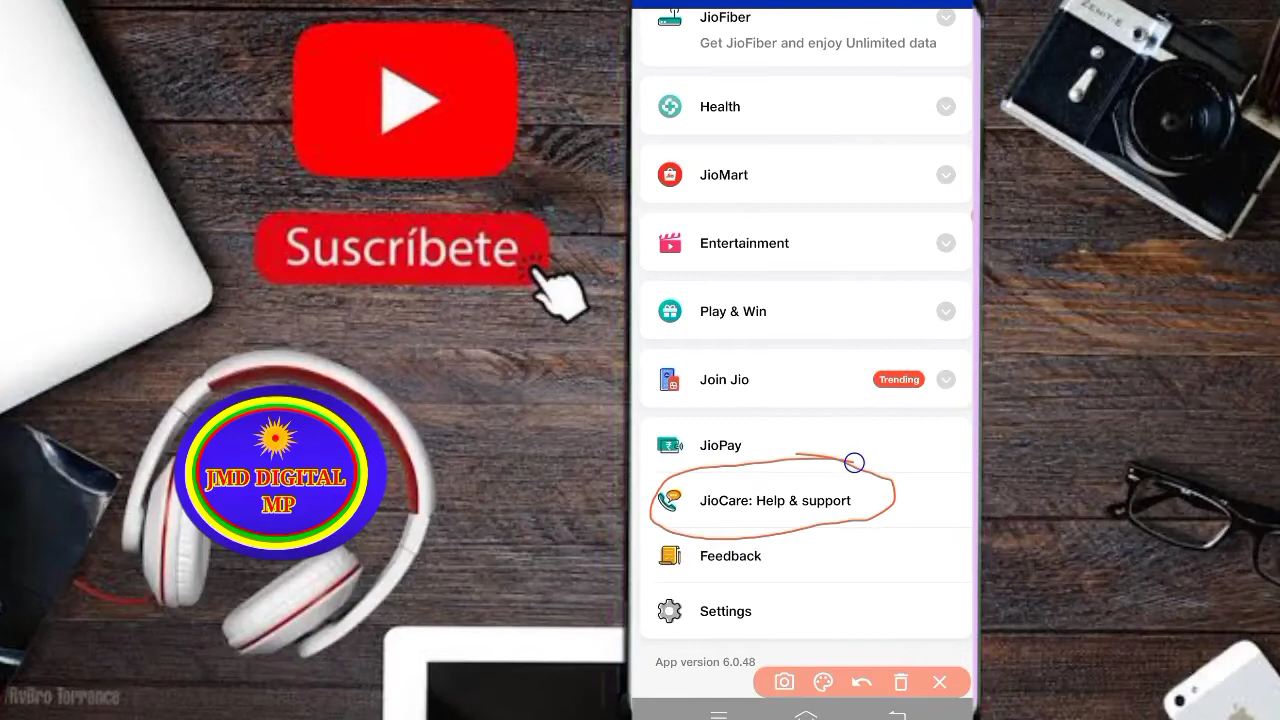 JioFiber
Get JioFiber and enjoy Unlimited data
Health
JioMart
Entertainment
Play & Win
Join Jio
Trending
JioPay
JioCare: Help & support
Feedback
Settings
App version 6.0.48
Suscríbete
JMD DIGITAL
MP
ZENIT-E